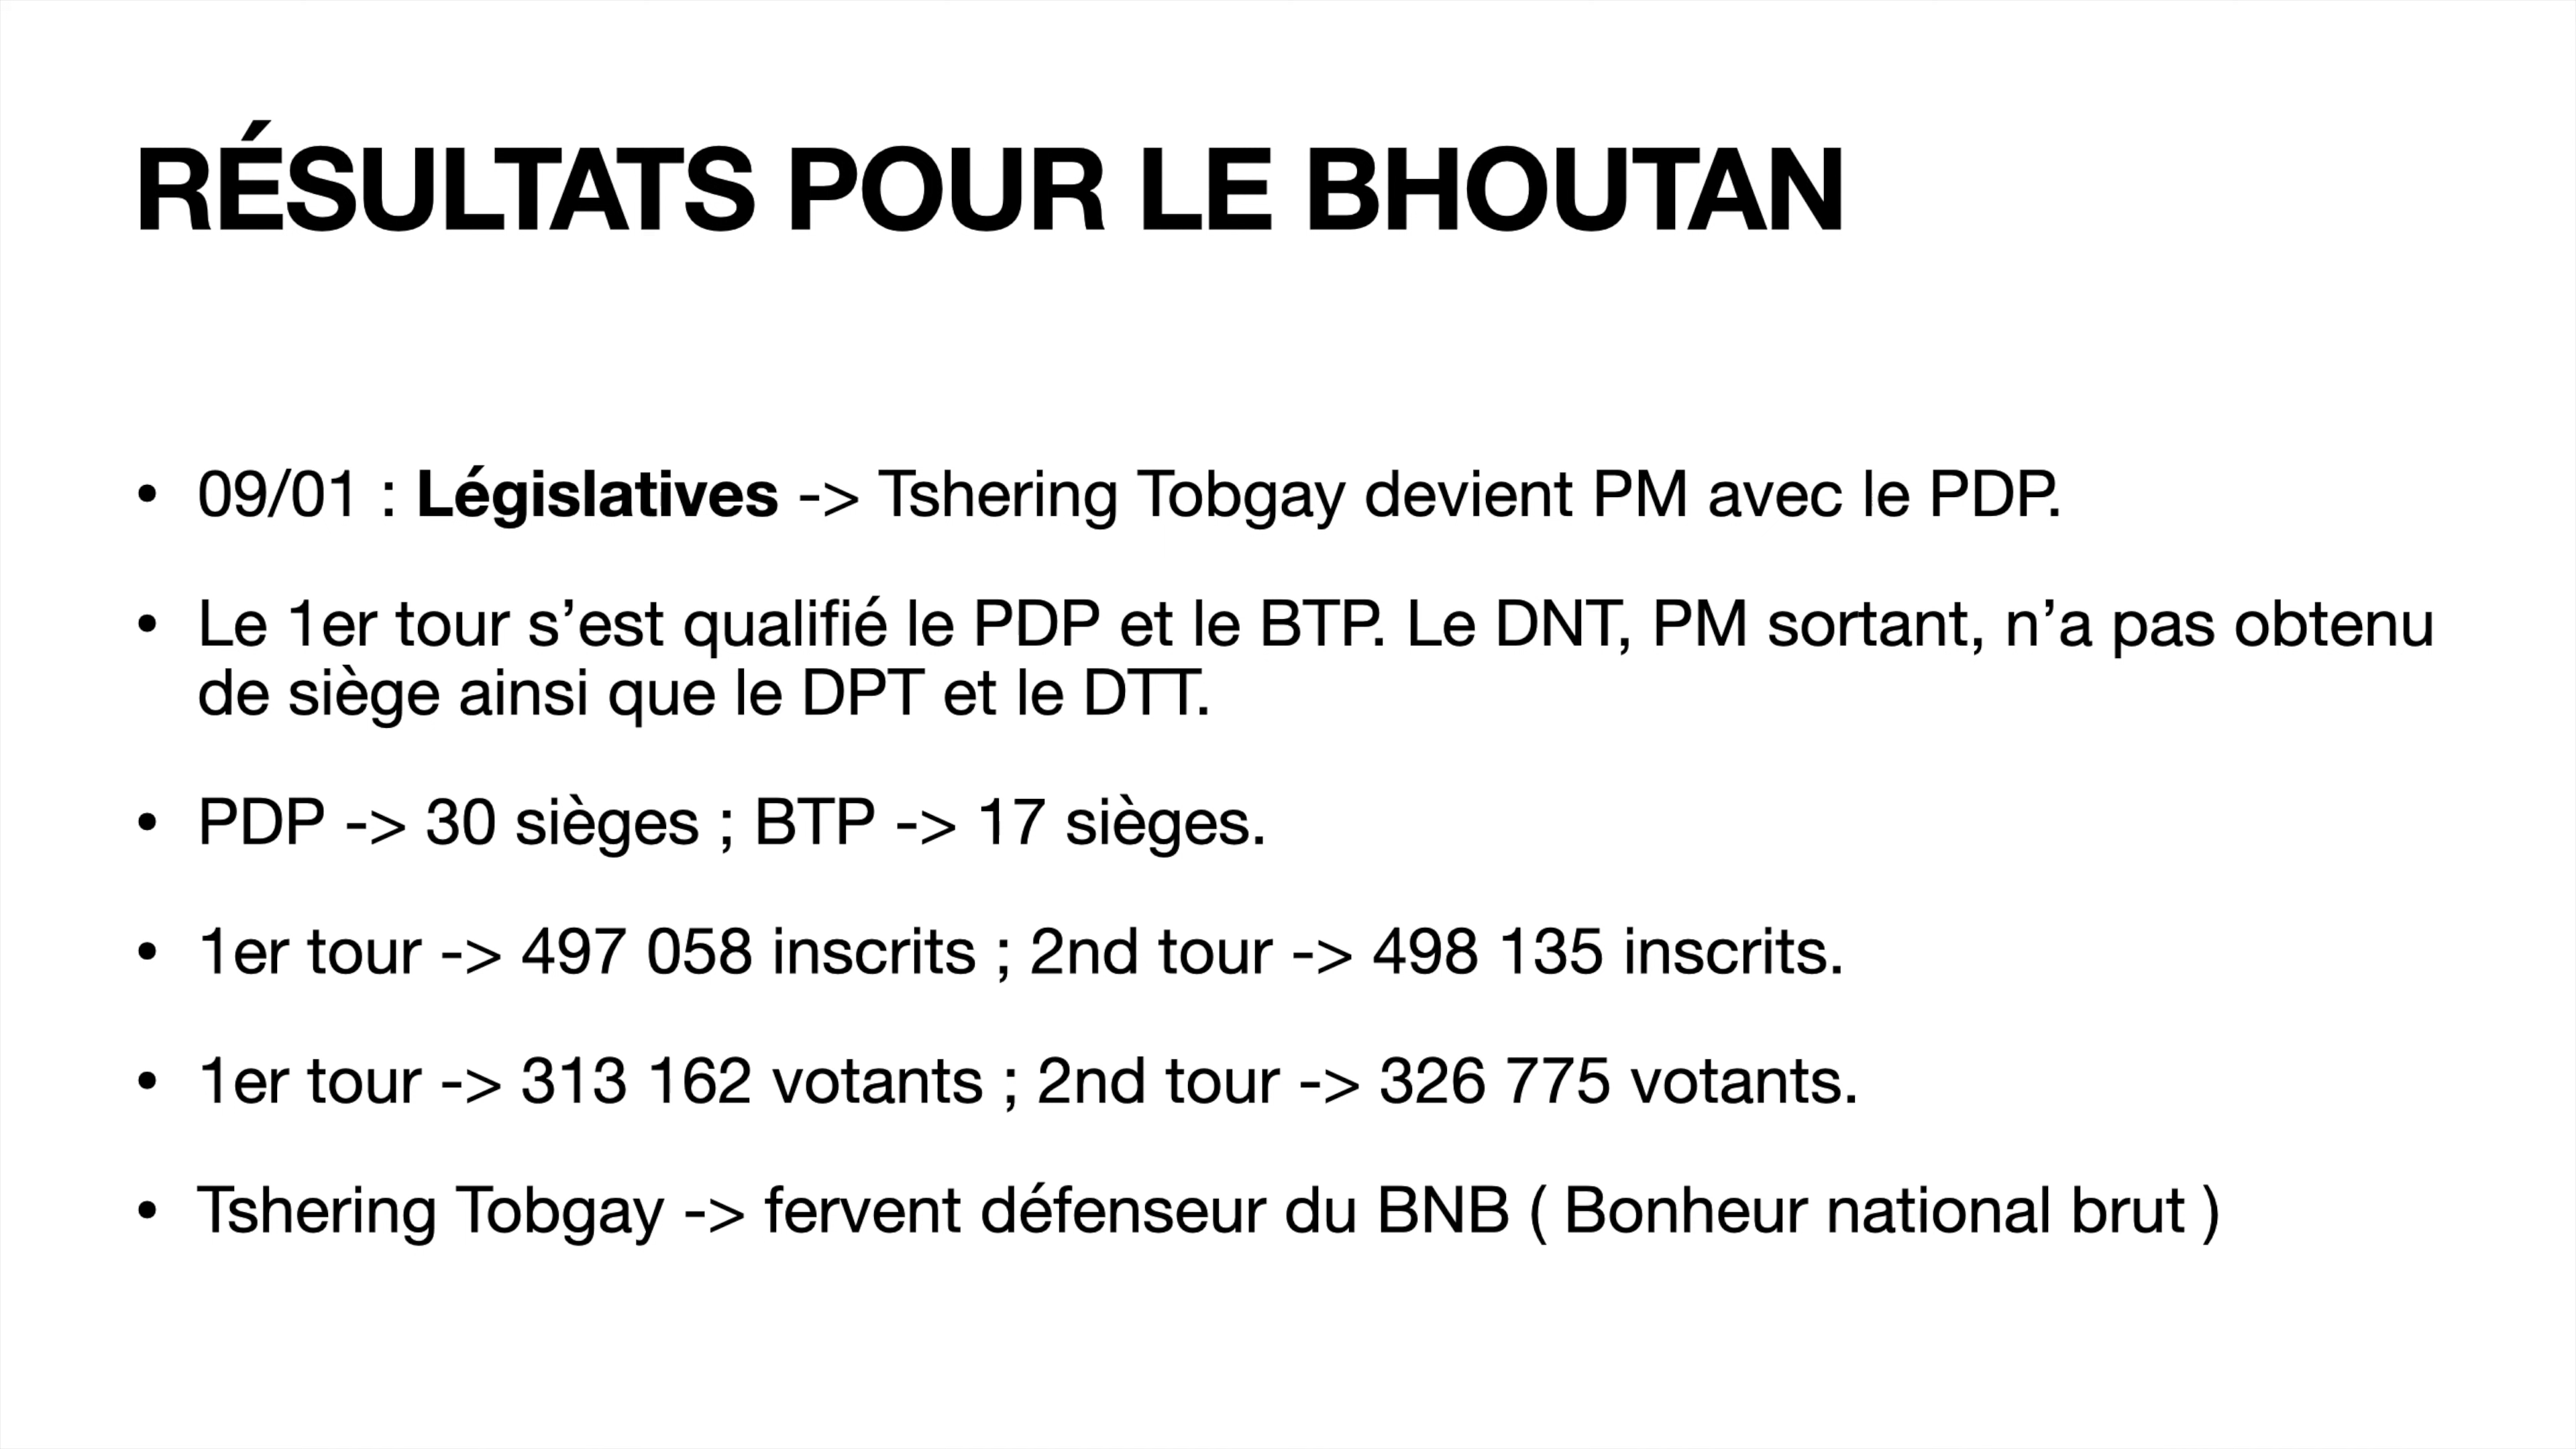 RÉSULTATS POUR LE BHOUTAN
• 09/01 : Législatives -> Tshering Tobgay devient PM avec le PDP.
• Le 1er tour s’est qualifié le PDP et le BTP. Le DNT, PM sortant, n’a pas obtenu
de siège ainsi que le DPT et le DTT.
• PDP -> 30 sièges ; BTP -> 17 sièges.
• 1er tour -> 497 058 inscrits ; 2nd tour -> 498 135 inscrits.
• 1er tour -> 313 162 votants ; 2nd tour -> 326 775 votants.
• Tshering Tobgay -> fervent défenseur du BNB ( Bonheur national brut )